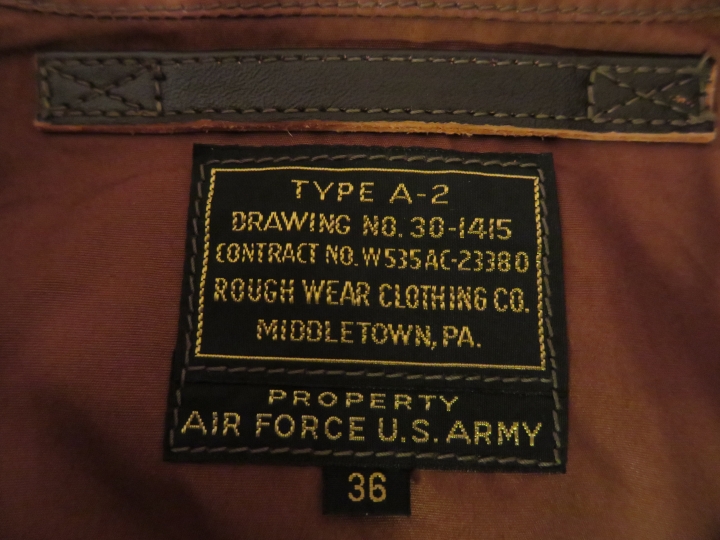 TYPE A-2
DRAWING NO. 30-1415
CONTRACT NO. W535AC-23380
ROUGH WEAR CLOTHING CO.
MIDDLETOWN, PA.
PROPERTY
AIR FORCE U.S. ARMY
36